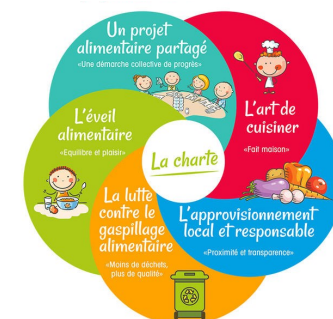 Un projet
alimentaire partagé
«Une démarche collective de progrès»
L'art de
cuisiner
«Fait maison»
L'éveil
alimentaire
«Equilibre et plaisir»
La charte
La lutte
contre le
gaspillage
alimentaire
«Moins de déchets,
plus de qualité»
L'approvisionnement
local et responsable
«Proximité et transparence»